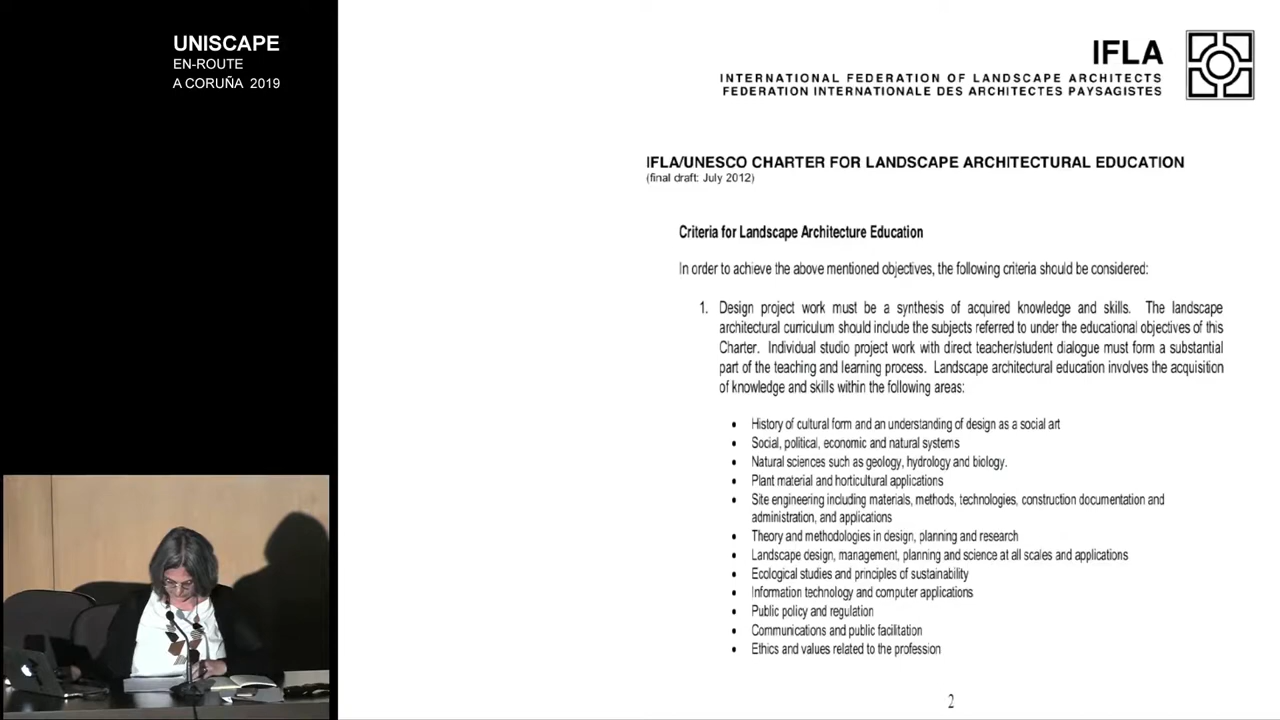 UNISCAPE
EN-ROUTE
A CORUÑA 2019
IFLA
INTERNATIONAL FEDERATION OF LANDSCAPE ARCHITECTS
FEDERATION INTERNATIONALE DES ARCHITECTES PAYSAGISTES
IFLA/UNESCO CHARTER FOR LANDSCAPE ARCHITECTURAL EDUCATION
(final draft: July 2012)
Criteria for Landscape Architecture Education
In order to achieve the above mentioned objectives, the following criteria should be considered:
1. Design project work must be a synthesis of acquired knowledge and skills. The landscape
architectural curriculum should include the subjects referred to under the educational objectives of this
Charter. Individual studio project work with direct teacher/student dialogue must form a substantial
part of the teaching and learning process. Landscape architectural education involves the acquisition
of knowledge and skills within the following areas:
• History of cultural form and an understanding of design as a social art
• Social, political, economic and natural systems
• Natural sciences such as geology, hydrology and biology.
• Plant material and horticultural applications
• Site engineering including materials, methods, technologies, construction documentation and
administration, and applications
• Theory and methodologies in design, planning and research
• Landscape design, management, planning and science at all scales and applications
• Ecological studies and principles of sustainability
• Information technology and computer applications
• Public policy and regulation
• Communications and public facilitation
• Ethics and values related to the profession
2